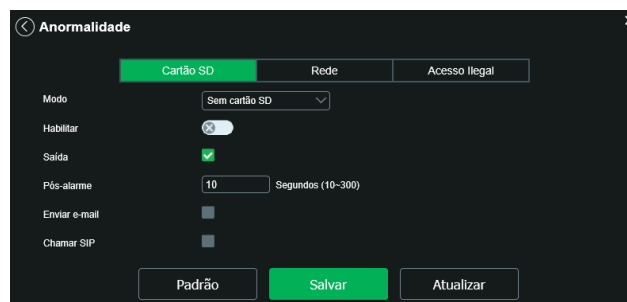 Anormalidade
Cartão SD Rede Acesso Ilegal
Modo Sem cartão SD
Habilitar
Saída
Pós-alarme 10 Segundos (10~300)
Enviar e-mail
Chamar SIP
Padrão Salvar Atualizar